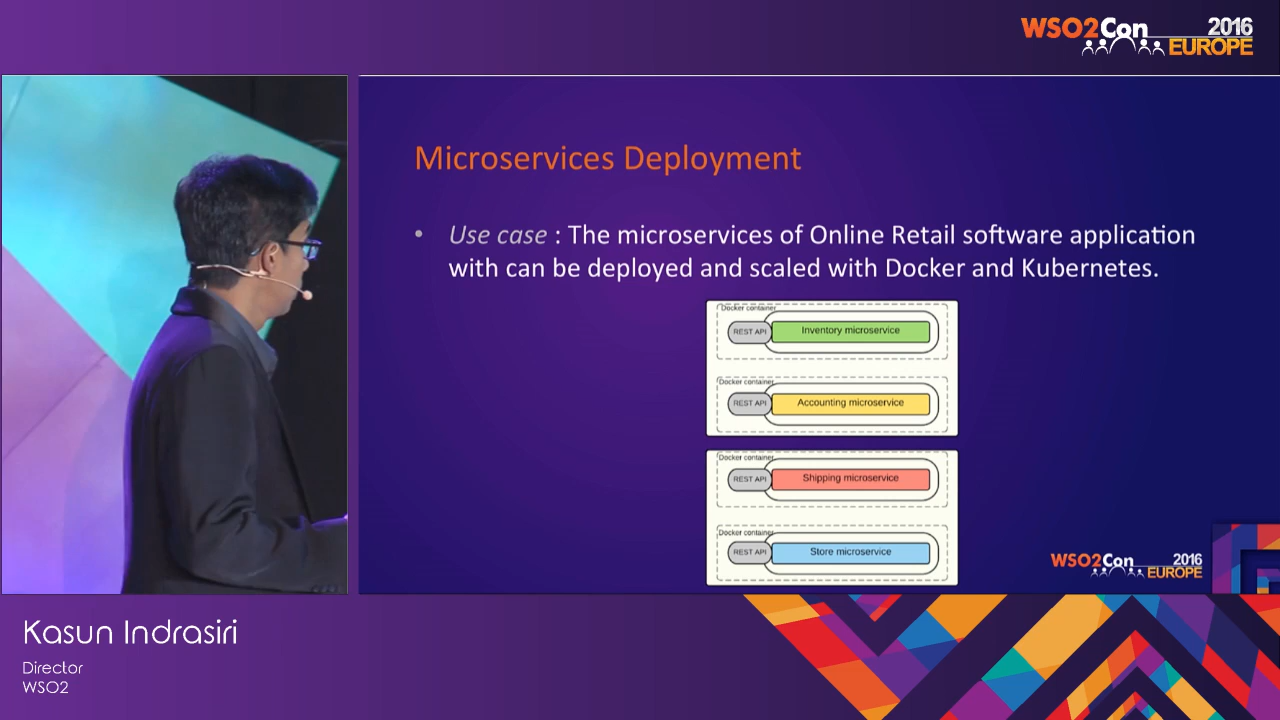 WSO2Con 2016
EUROPE
Microservices Deployment
• Use case : The microservices of Online Retail software application
with can be deployed and scaled with Docker and Kubernetes.
Docker container
REST API
Inventory microservice
Docker container
REST API
Accounting microservice
Docker container
REST API
Shipping microservice
Docker container
REST API
Store microservice
WSO2Con 2016
EUROPE
Kasun Indrasiri
Director
WSO2